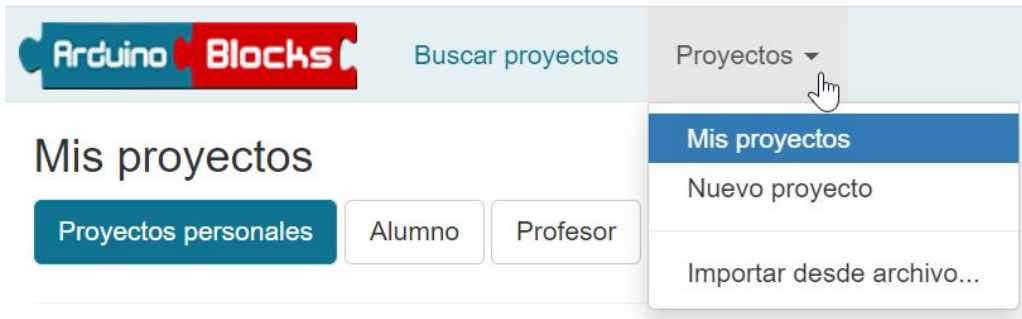 Arduino Blocks Buscar proyectos Proyectos
Mis proyectos
Nuevo proyecto
Importar desde archivo...
Mis proyectos
Proyectos personales Alumno Profesor